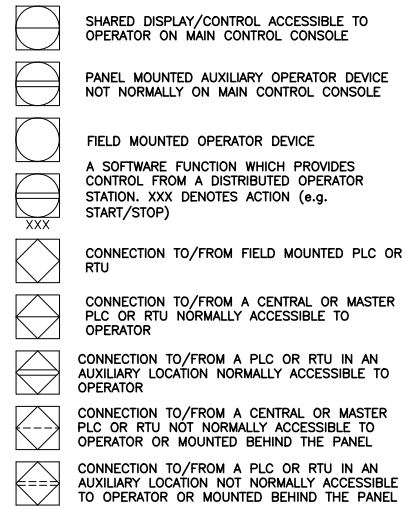 SHARED DISPLAY/CONTROL ACCESSIBLE TO
OPERATOR ON MAIN CONTROL CONSOLE
PANEL MOUNTED AUXILIARY OPERATOR DEVICE
NOT NORMALLY ON MAIN CONTROL CONSOLE
FIELD MOUNTED OPERATOR DEVICE
A SOFTWARE FUNCTION WHICH PROVIDES
CONTROL FROM A DISTRIBUTED OPERATOR
STATION. XXX DENOTES ACTION (e.g.
START/STOP)
XXX
CONNECTION TO/FROM FIELD MOUNTED PLC OR
RTU
CONNECTION TO/FROM A CENTRAL OR MASTER
PLC OR RTU NORMALLY ACCESSIBLE TO
OPERATOR
CONNECTION TO/FROM A PLC OR RTU IN AN
AUXILIARY LOCATION NORMALLY ACCESSIBLE TO
OPERATOR
CONNECTION TO/FROM A CENTRAL OR MASTER
PLC OR RTU NOT NORMALLY ACCESSIBLE TO
OPERATOR OR MOUNTED BEHIND THE PANEL
CONNECTION TO/FROM A PLC OR RTU IN AN
AUXILIARY LOCATION NOT NORMALLY ACCESSIBLE
TO OPERATOR OR MOUNTED BEHIND THE PANEL